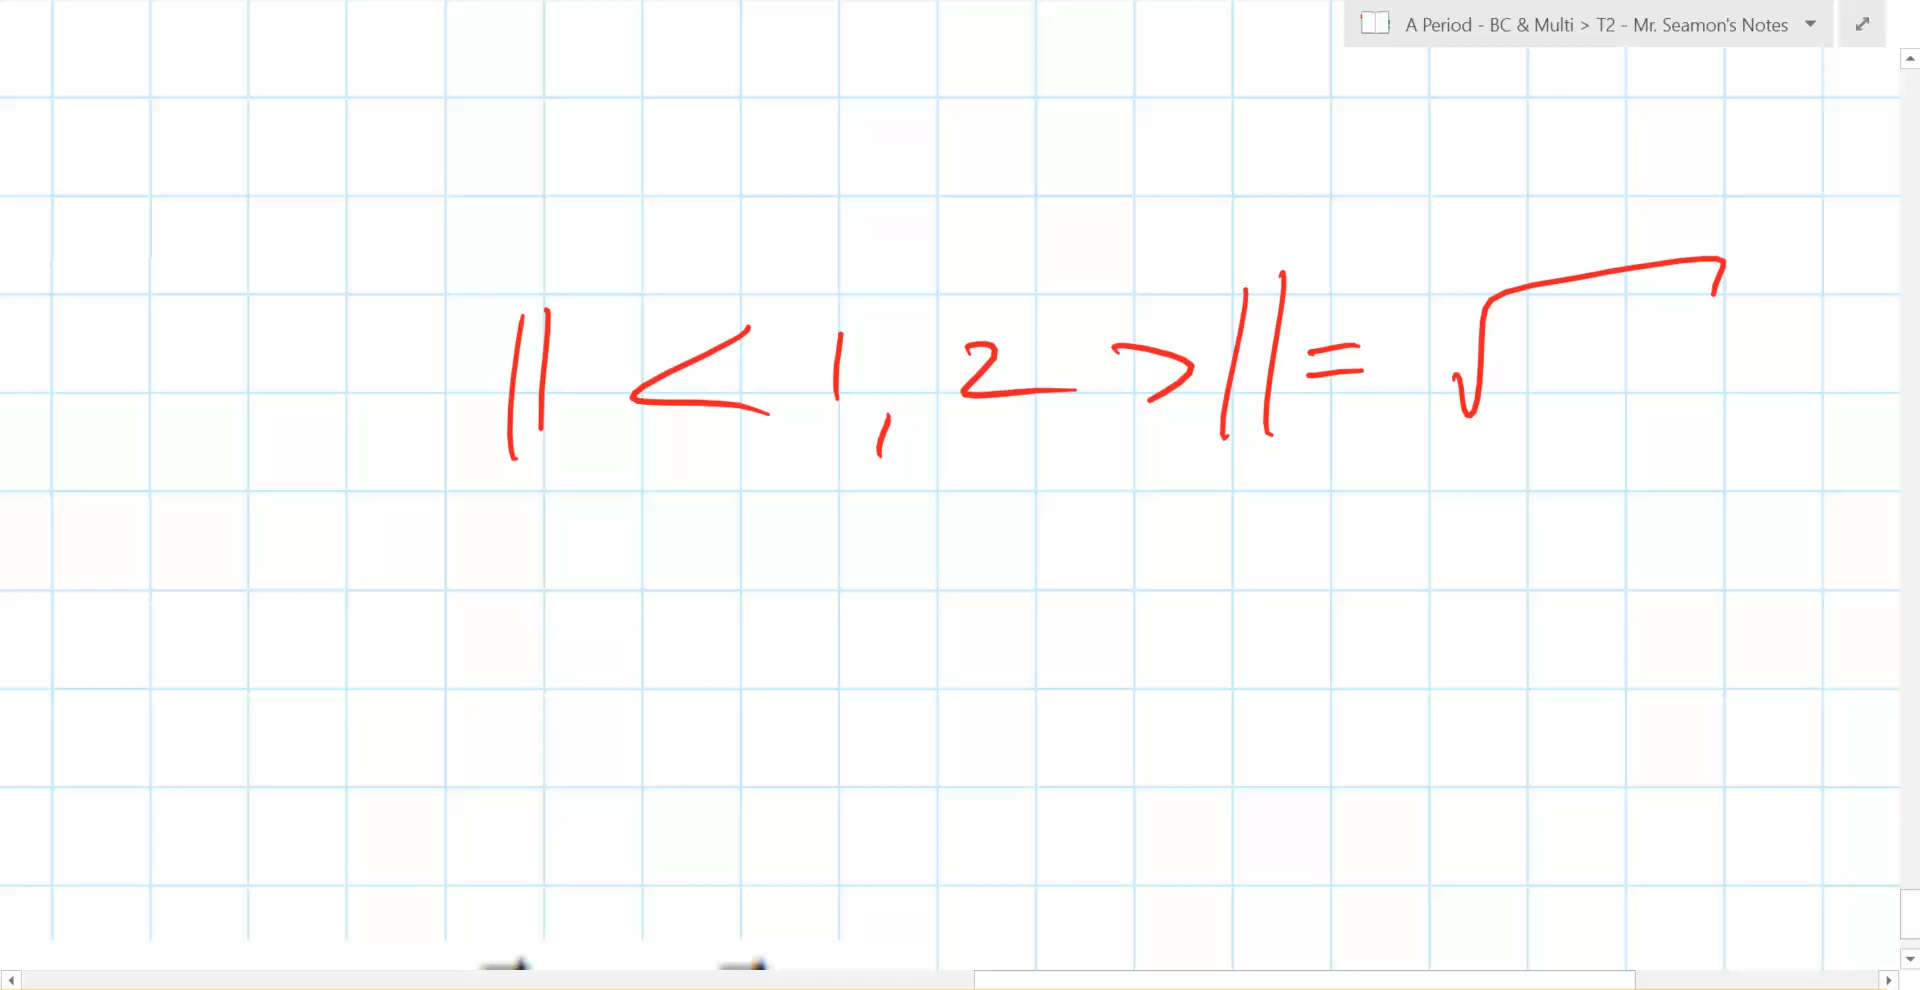 A Period - BC & Multi > T2 - Mr. Seamon's Notes
|| < 1, 2 > || = √